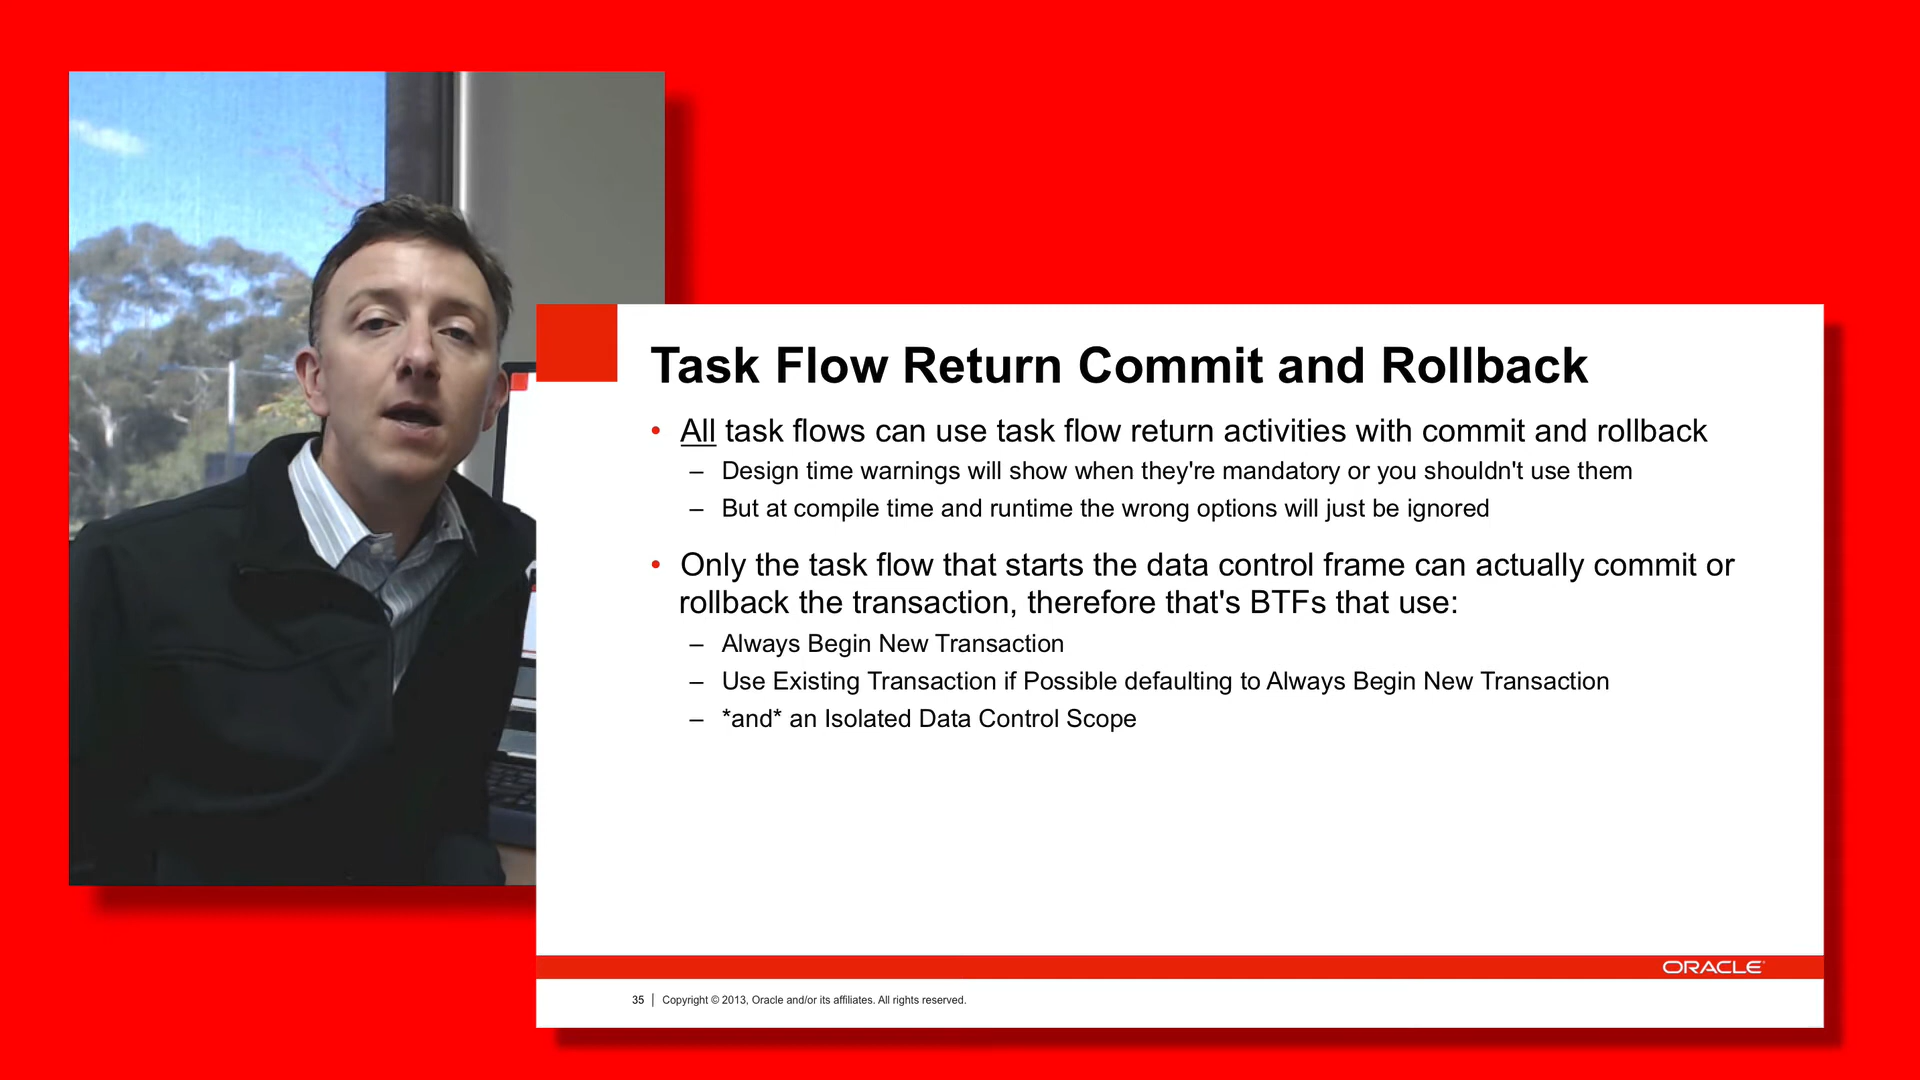 Task Flow Return Commit and Rollback
• All task flows can use task flow return activities with commit and rollback
– Design time warnings will show when they're mandatory or you shouldn't use them
– But at compile time and runtime the wrong options will just be ignored
• Only the task flow that starts the data control frame can actually commit or
rollback the transaction, therefore that's BTFs that use:
– Always Begin New Transaction
– Use Existing Transaction if Possible defaulting to Always Begin New Transaction
– *and* an Isolated Data Control Scope
ORACLE
35 | Copyright © 2013, Oracle and/or its affiliates. All rights reserved.